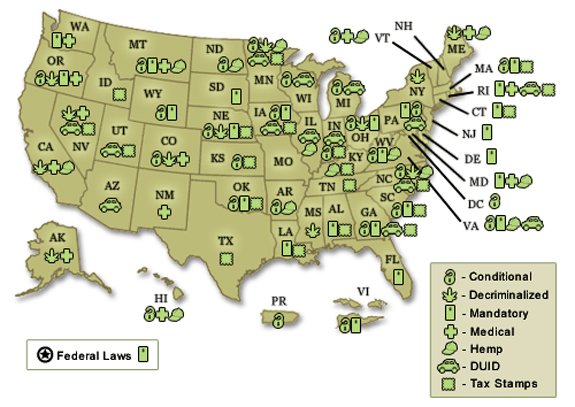 NH
WA
VT
MT
ND
ME
OR
MN
MA
ID
SD
WI
RI
WY
MI
NY
CT
NE
IA
PA
NJ
IL
IN
OH
NV
UT
CO
WV
DE
CA
KS
MO
KY
MD
NC
AZ
NM
OK
AR
TN
DC
SC
MS
AL
GA
VA
TX
LA
AK
FL
HI
PR
VI
- Conditional
- Decriminalized
- Mandatory
- Medical
- Hemp
- DUID
- Tax Stamps
Federal Laws